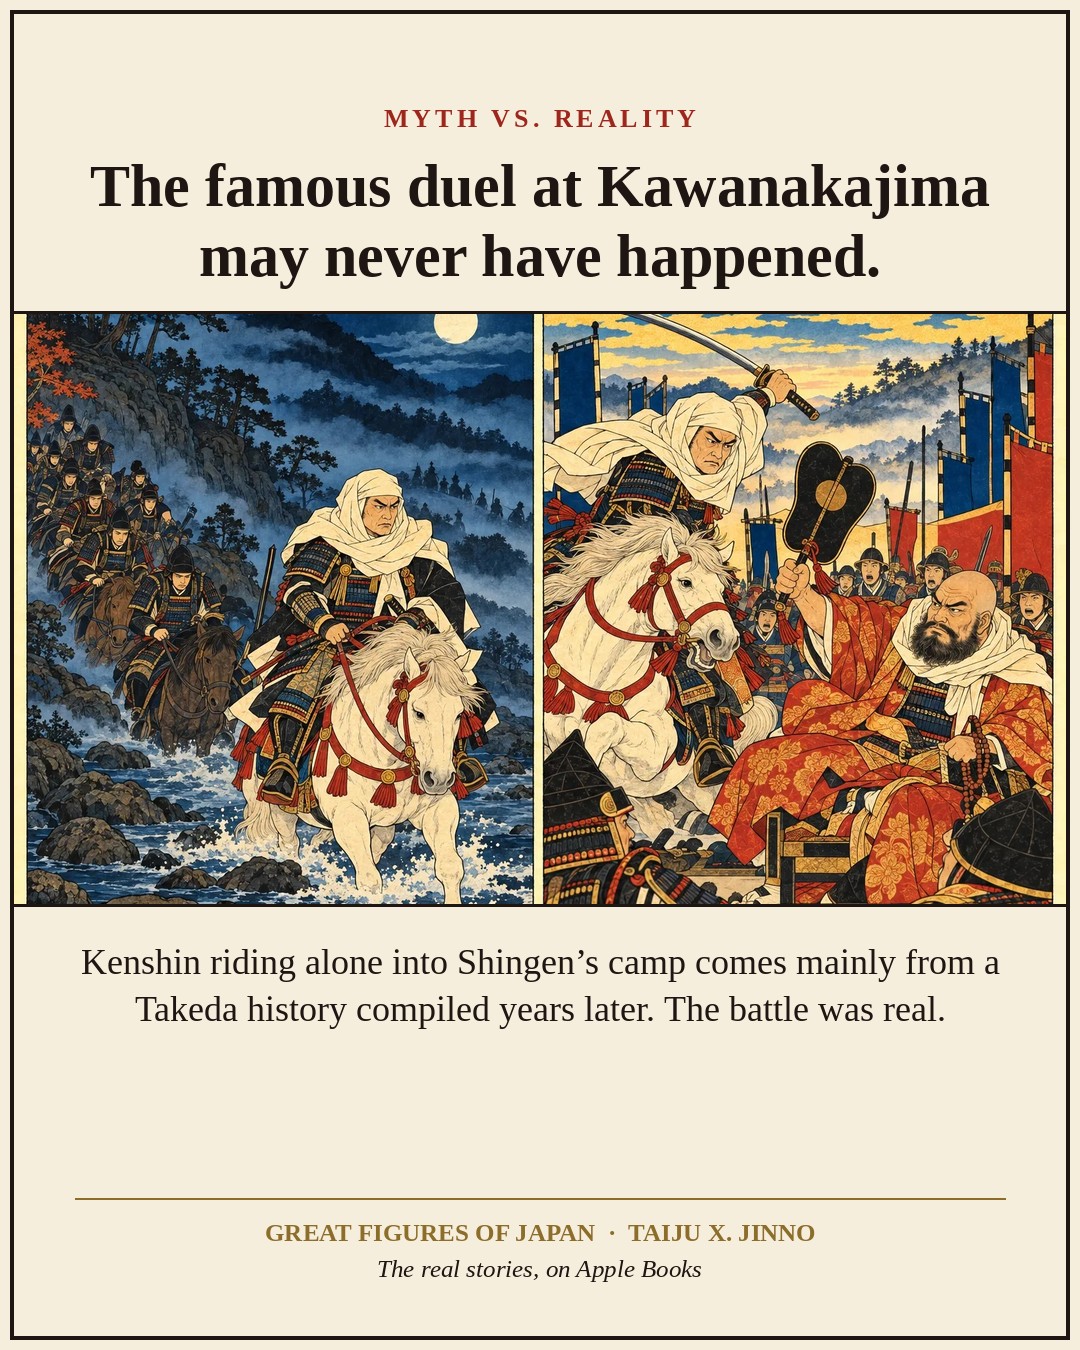 MYTH VS. REALITY
The famous duel at Kawanakajima
may never have happened.
Kenshin riding alone into Shingen’s camp comes mainly from a
Takeda history compiled years later. The battle was real.
GREAT FIGURES OF JAPAN · TAIJU X. JINNO
The real stories, on Apple Books